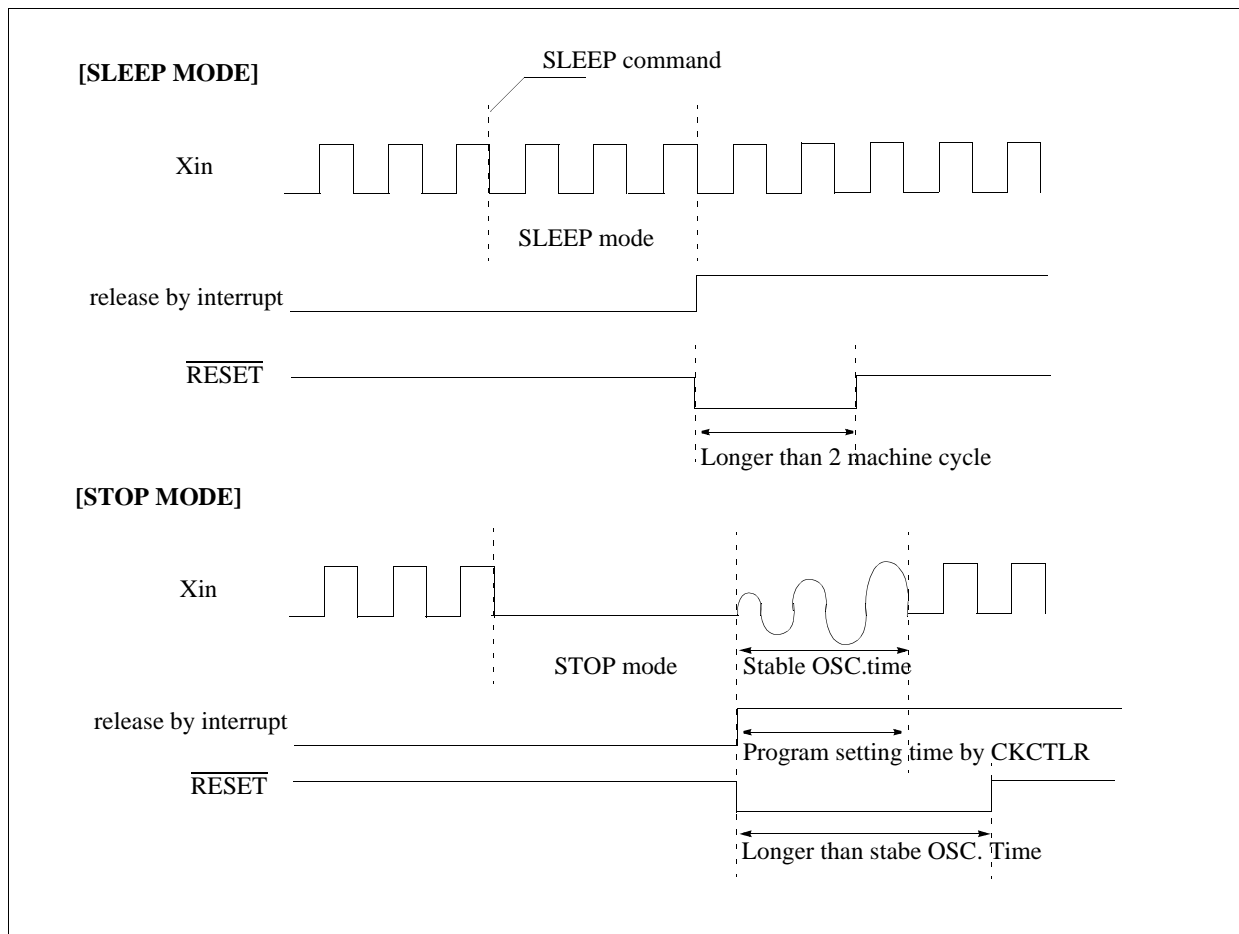 SLEEP command
[SLEEP MODE]
Xin
SLEEP mode
release by interrupt
RESET
Longer than 2 machine cycle
[STOP MODE]
Xin
STOP mode
Stable OSC.time
release by interrupt
Program setting time by CKCTLR
RESET
Longer than stabe OSC. Time